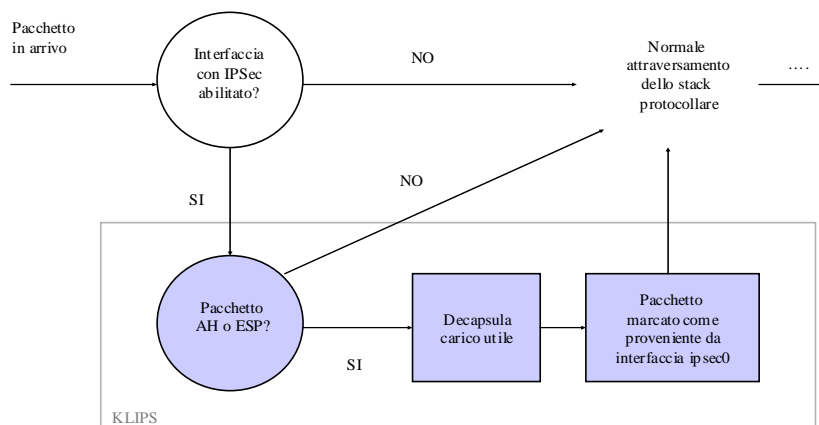 Pacchetto
in arrivo
Interfaccia
con IPSec
abilitato?
NO
Normale
attraversamento
dello stack
protocollare
....
SI
NO
Pacchetto
AH o ESP?
SI
Decapsula
carico utile
Pacchetto
marcato come
proveniente da
interfaccia ipsec0
KLIPS